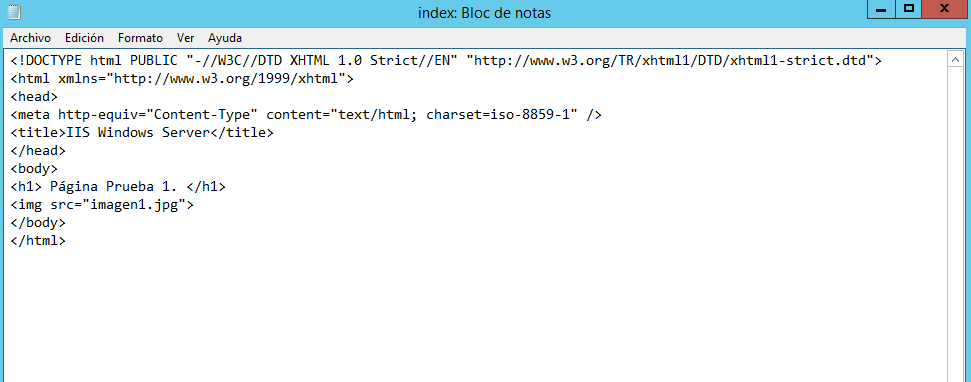 index: Bloc de notas
Archivo Edición Formato Ver Ayuda
<!DOCTYPE html PUBLIC "-//W3C//DTD XHTML 1.0 Strict//EN" "http://www.w3.org/TR/xhtml1/DTD/xhtml1-strict.dtd">
<html xmlns="http://www.w3.org/1999/xhtml">
<head>
<meta http-equiv="Content-Type" content="text/html; charset=iso-8859-1" />
<title>IIS Windows Server</title>
</head>
<body>
<h1> Página Prueba 1. </h1>
<img src="imagen1.jpg">
</body>
</html>